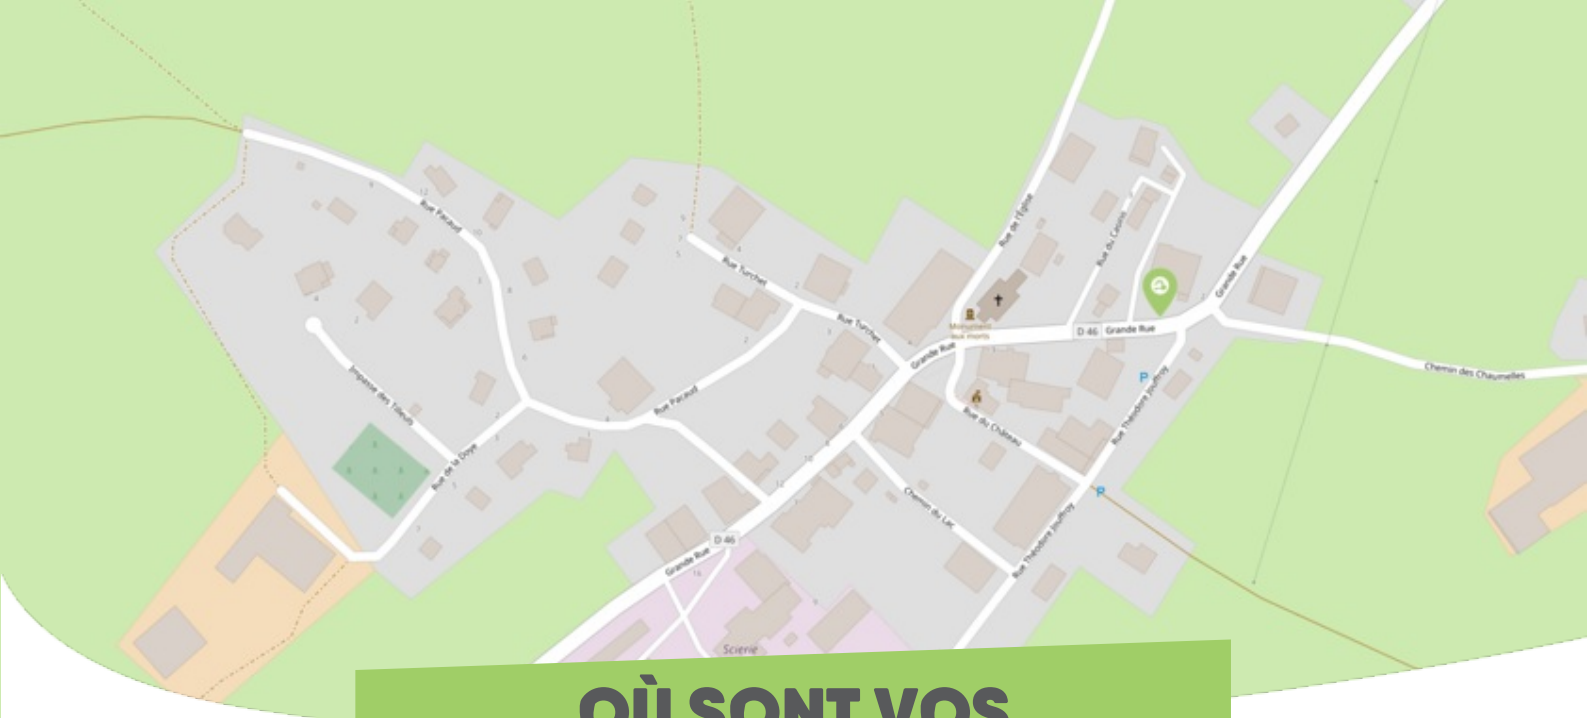 Rue Pacaud
Rue de l'Église
Rue du Casino
Rue Turchet
Grande Rue
Rue Turchet
Monument
aux morts
D 46
Grande Rue
Grande Rue
Impasse des Tilleuls
Rue Pacaud
P
Chemin des Chaumelles
Rue du Château
Rue Théodore Jouffroy
Rue de la Doye
Chemin du Lac
P
D 46
Grande Rue
Rue Théodore Jouffroy
Scierie
OÙ SONT VOS